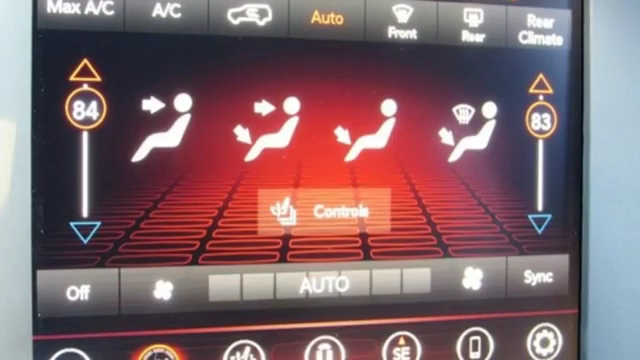 Max A/C
A/C
Auto
Front
Rear
Rear
Climate
84
83
Controls
Off
AUTO
Sync
SE